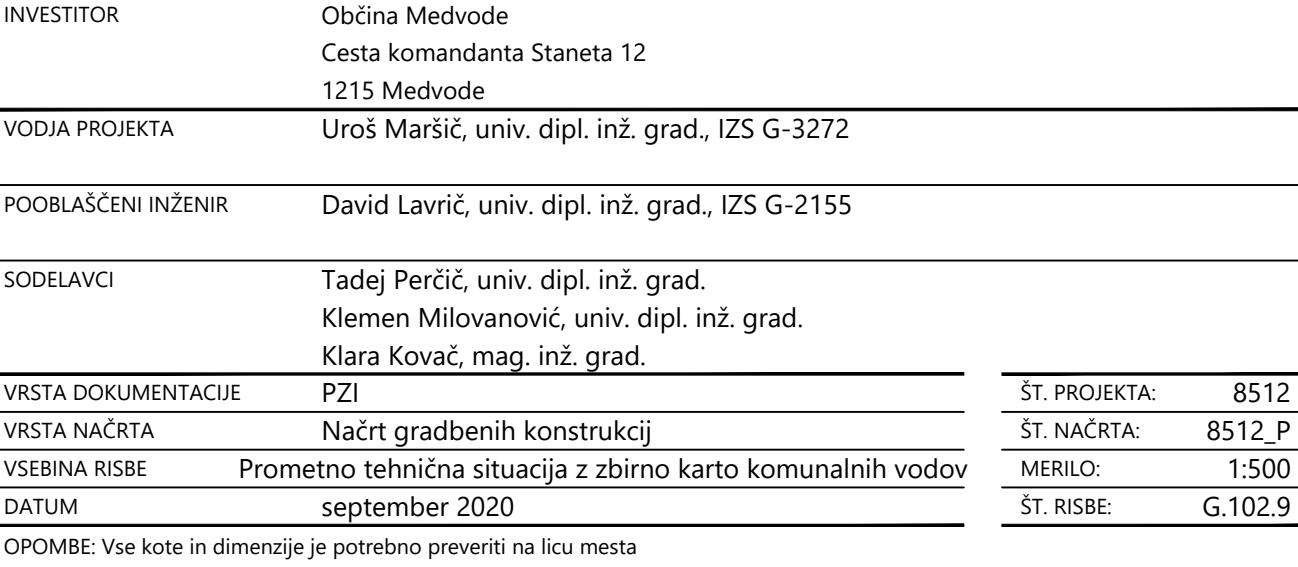 INVESTITOR Občina Medvode
Cesta komandanta Staneta 12
1215 Medvode
VODJA PROJEKTA Uroš Maršič, univ. dipl. inž. grad., IZS G-3272
POOBLAŠČENI INŽENIR David Lavrič, univ. dipl. inž. grad., IZS G-2155
SODELAVCI Tadej Perčič, univ. dipl. inž. grad.
Klemen Milovanović, univ. dipl. inž. grad.
Klara Kovač, mag. inž. grad.
VRSTA DOKUMENTACIJE PZI ŠT. PROJEKTA: 8512
VRSTA NAČRTA Načrt gradbenih konstrukcij ŠT. NAČRTA: 8512_P
VSEBINA RISBE Prometno tehnična situacija z zbirno karto komunalnih vodov MERILO: 1:500
DATUM september 2020 ŠT. RISBE: G.102.9
OPOMBE: Vse kote in dimenzije je potrebno preveriti na licu mesta